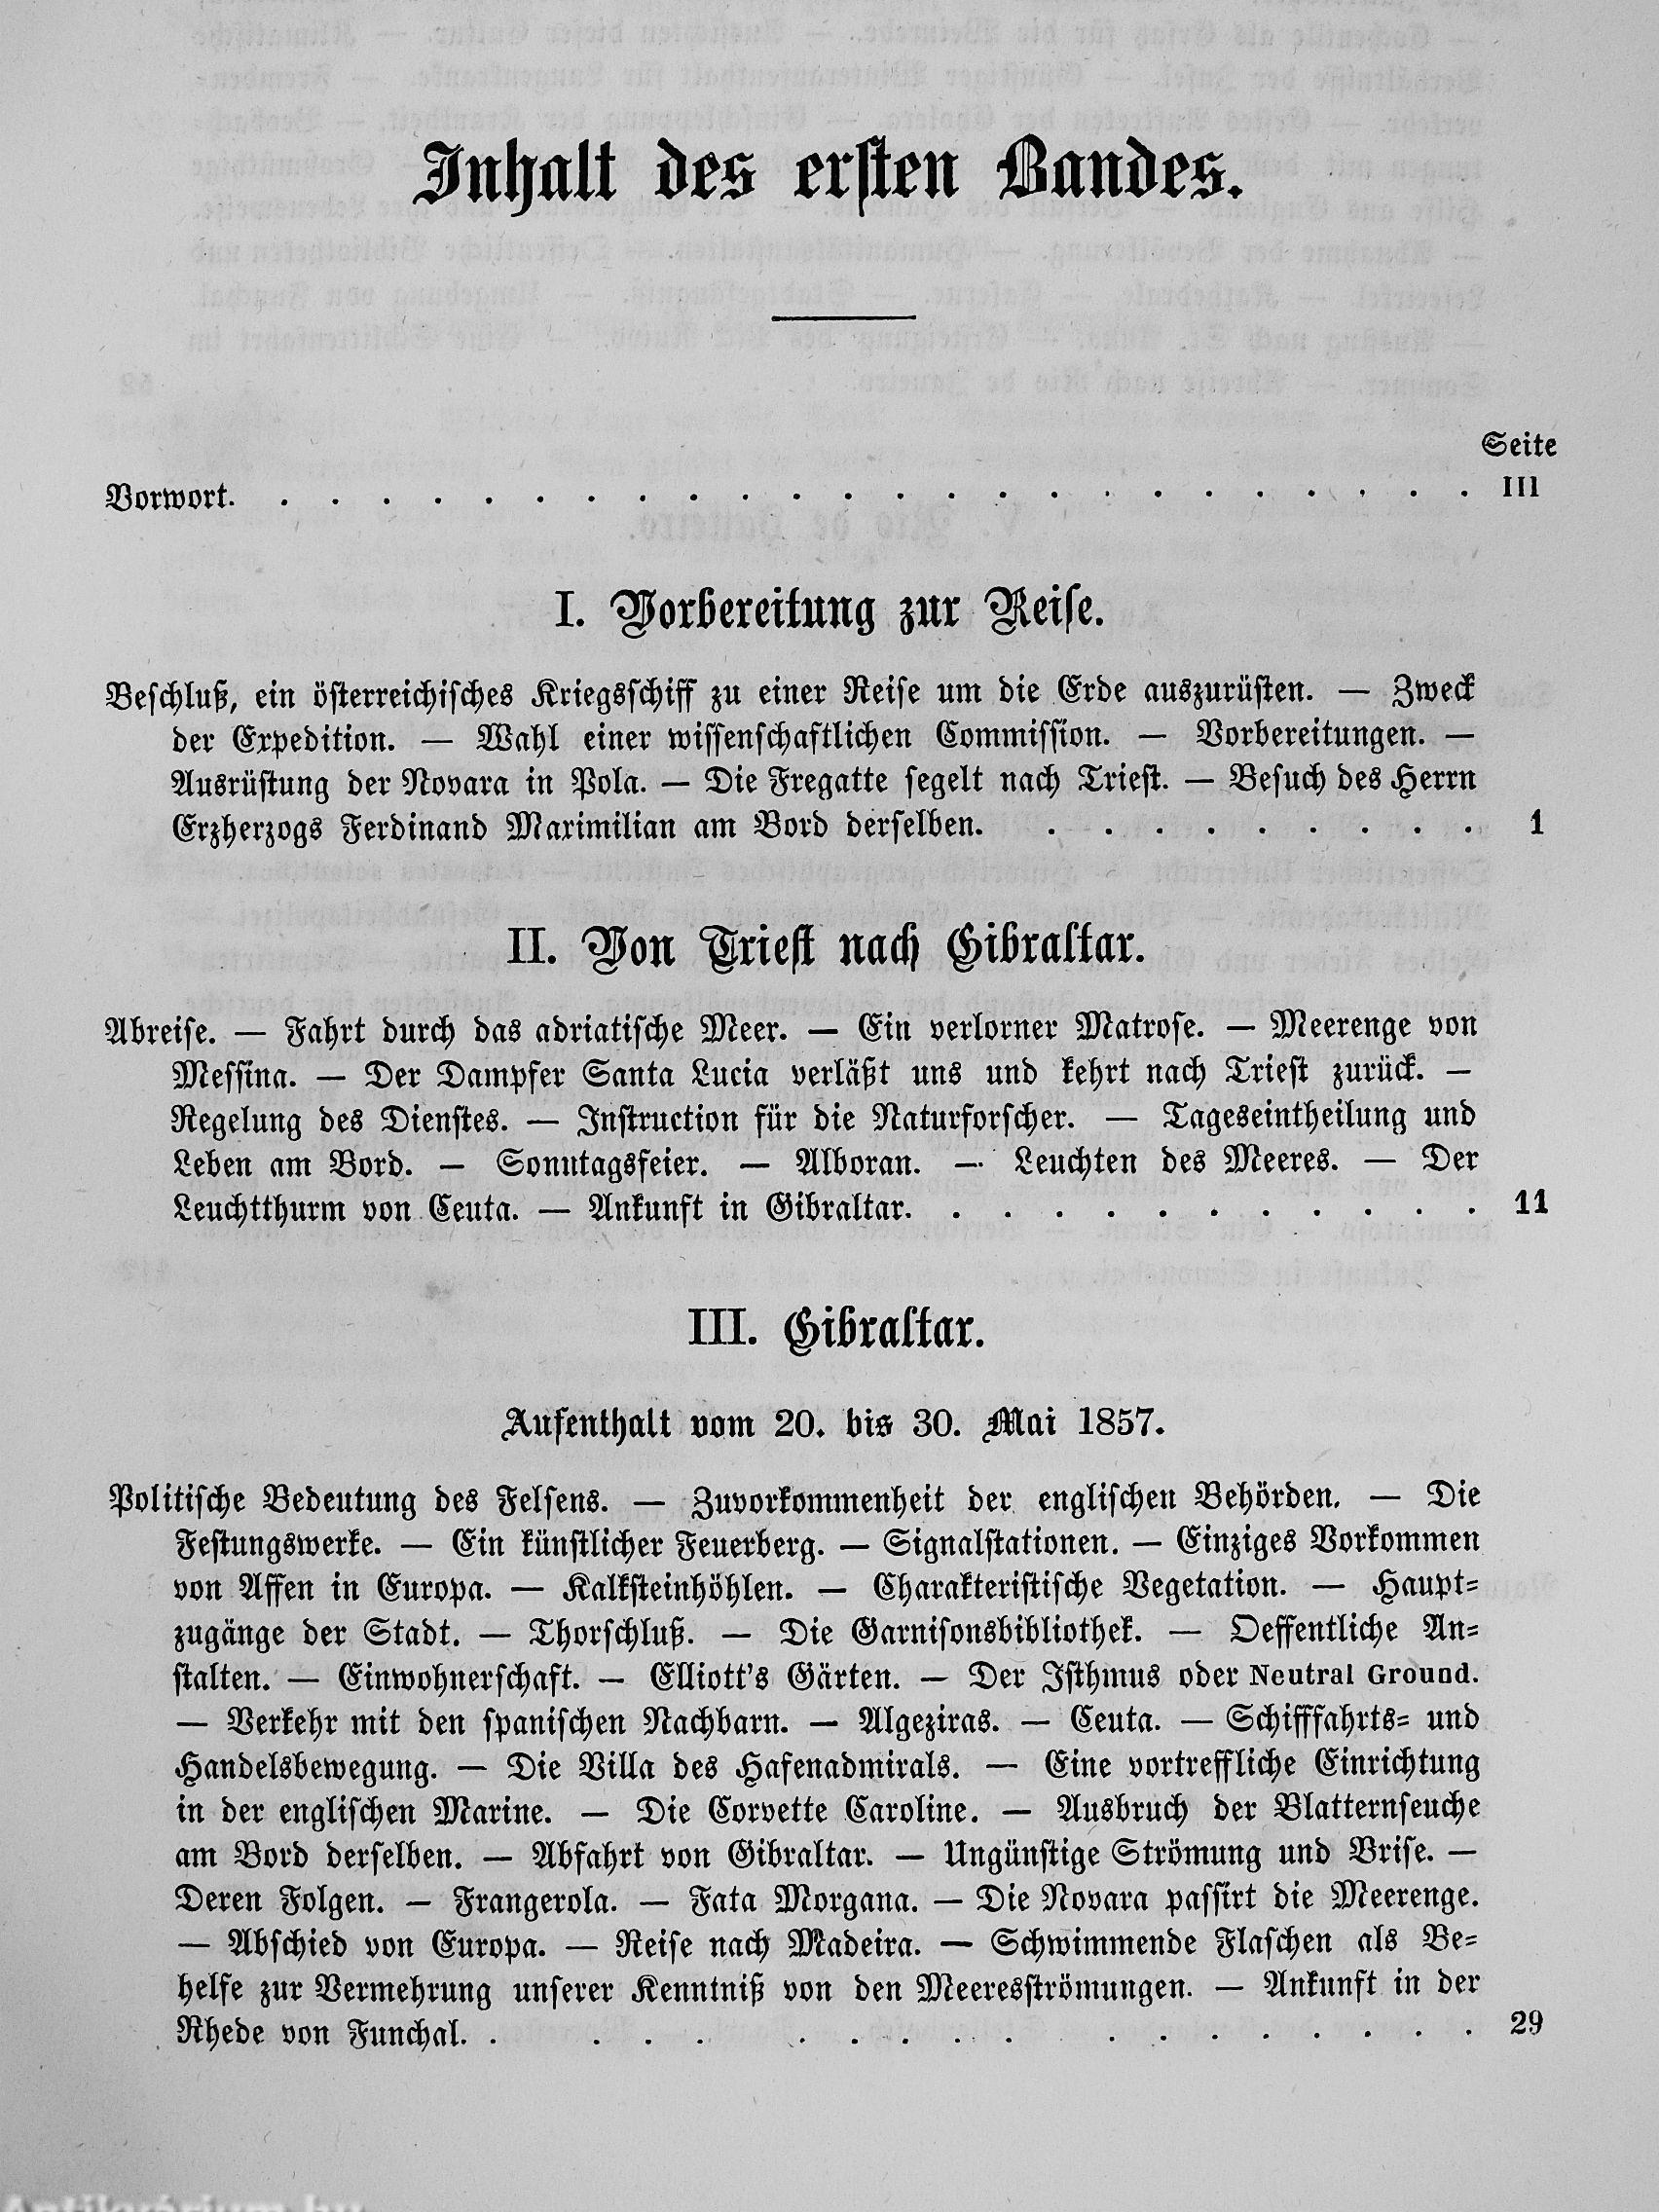 Inhalt des ersten Bandes.
Seite
Vorwort. . . . . . . . . . . . . . . . . . . . . . . . . III
I. Vorbereitung zur Reise.
Beschluß, ein österreichisches Kriegsschiff zu einer Reise um die Erde auszurüsten. — Zweck
der Expedition. — Wahl einer wissenschaftlichen Commission. — Vorbereitungen. —
Ausrüstung der Novara in Pola. — Die Fregatte segelt nach Triest. — Besuch des Herrn
Erzherzogs Ferdinand Maximilian am Bord derselben. . . . . . . . . . 1
II. Von Triest nach Gibraltar.
Abreise. — Fahrt durch das adriatische Meer. — Ein verlorner Matrose. — Meerenge von
Messina. — Der Dampfer Santa Lucia verläßt uns und kehrt nach Triest zurück. —
Regelung des Dienstes. — Instruction für die Naturforscher. — Tageseintheilung und
Leben am Bord. — Sonntagsfeier. — Alboran. — Leuchten des Meeres. — Der
Leuchtthurm von Ceuta. — Ankunft in Gibraltar. . . . . . . . . . . . 11
III. Gibraltar.
Aufenthalt vom 20. bis 30. Mai 1857.
Politische Bedeutung des Felsens. — Zuvorkommenheit der englischen Behörden. — Die
Festungswerke. — Ein künstlicher Feuerberg. — Signalstationen. — Einziges Vorkommen
von Affen in Europa. — Kalksteinhöhlen. — Charakteristische Vegetation. — Haupt-
zugänge der Stadt. — Thorschluß. — Die Garnisonsbibliothek. — Oeffentliche An-
stalten. — Einwohnerschaft. — Elliott's Gärten. — Der Isthmus oder Neutral Ground.
— Verkehr mit den spanischen Nachbarn. — Algeziras. — Ceuta. — Schifffahrts- und
Handelsbewegung. — Die Villa des Hafenadmirals. — Eine vortreffliche Einrichtung
in der englischen Marine. — Die Corvette Caroline. — Ausbruch der Blatternseuche
am Bord derselben. — Abfahrt von Gibraltar. — Ungünstige Strömung und Brise. —
Deren Folgen. — Frangerola. — Fata Morgana. — Die Novara passirt die Meerenge.
— Abschied von Europa. — Reise nach Madeira. — Schwimmende Flaschen als Be-
helfe zur Vermehrung unserer Kenntniß von den Meeresströmungen. — Ankunft in der
Rhede von Funchal. . . . . . . . . . . . . . . . . . 29